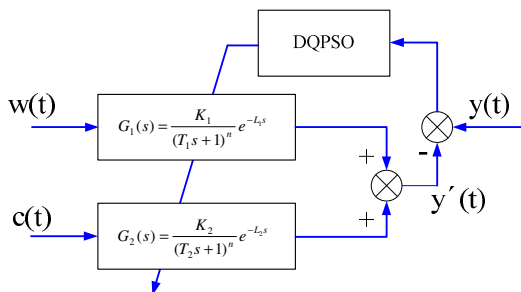 DQPSO
w(t)
G₁(s) = K₁ / (T₁s + 1)ⁿ e^(-L₁s)
y(t)
+
-
y´(t)
+
c(t)
G₂(s) = K₂ / (T₂s + 1)ⁿ e^(-L₂s)